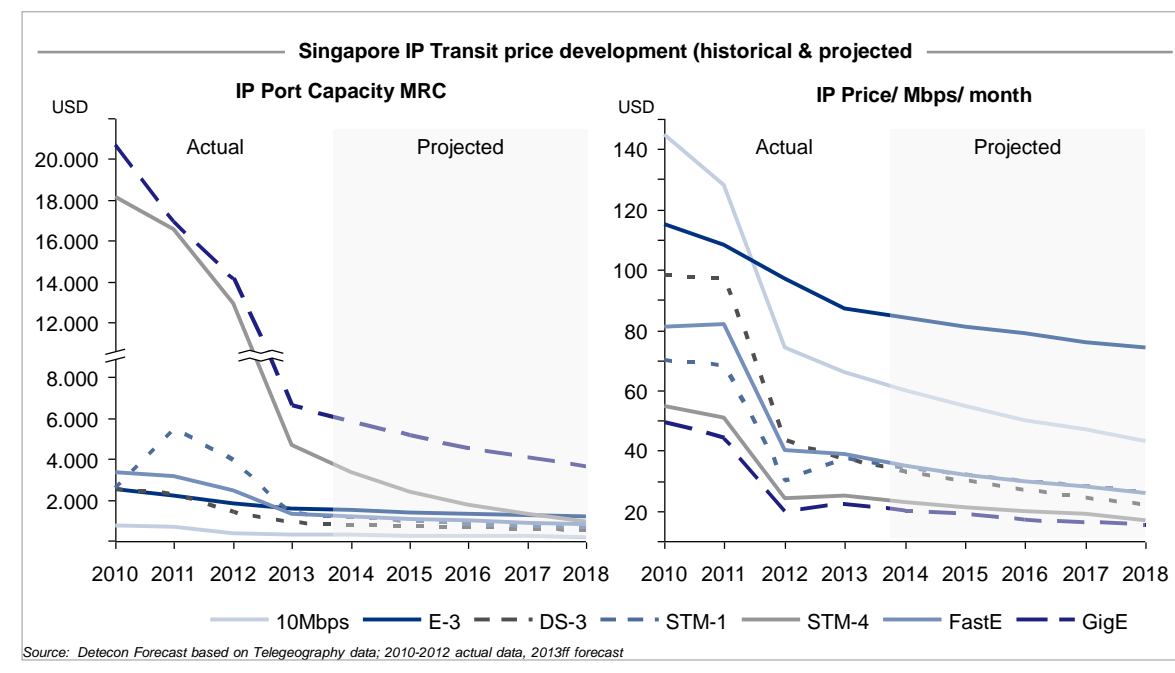 Singapore IP Transit price development (historical & projected
IP Port Capacity MRC
USD
Actual
Projected
20.000
18.000
16.000
14.000
12.000
8.000
6.000
4.000
2.000
2010 2011 2012 2013 2014 2015 2016 2017 2018
IP Price/ Mbps/ month
USD
Actual
Projected
140
120
100
80
60
40
20
2010 2011 2012 2013 2014 2015 2016 2017 2018
10Mbps E-3 DS-3 STM-1 STM-4 FastE GigE
Source: Detecon Forecast based on Telegeography data; 2010-2012 actual data, 2013ff forecast